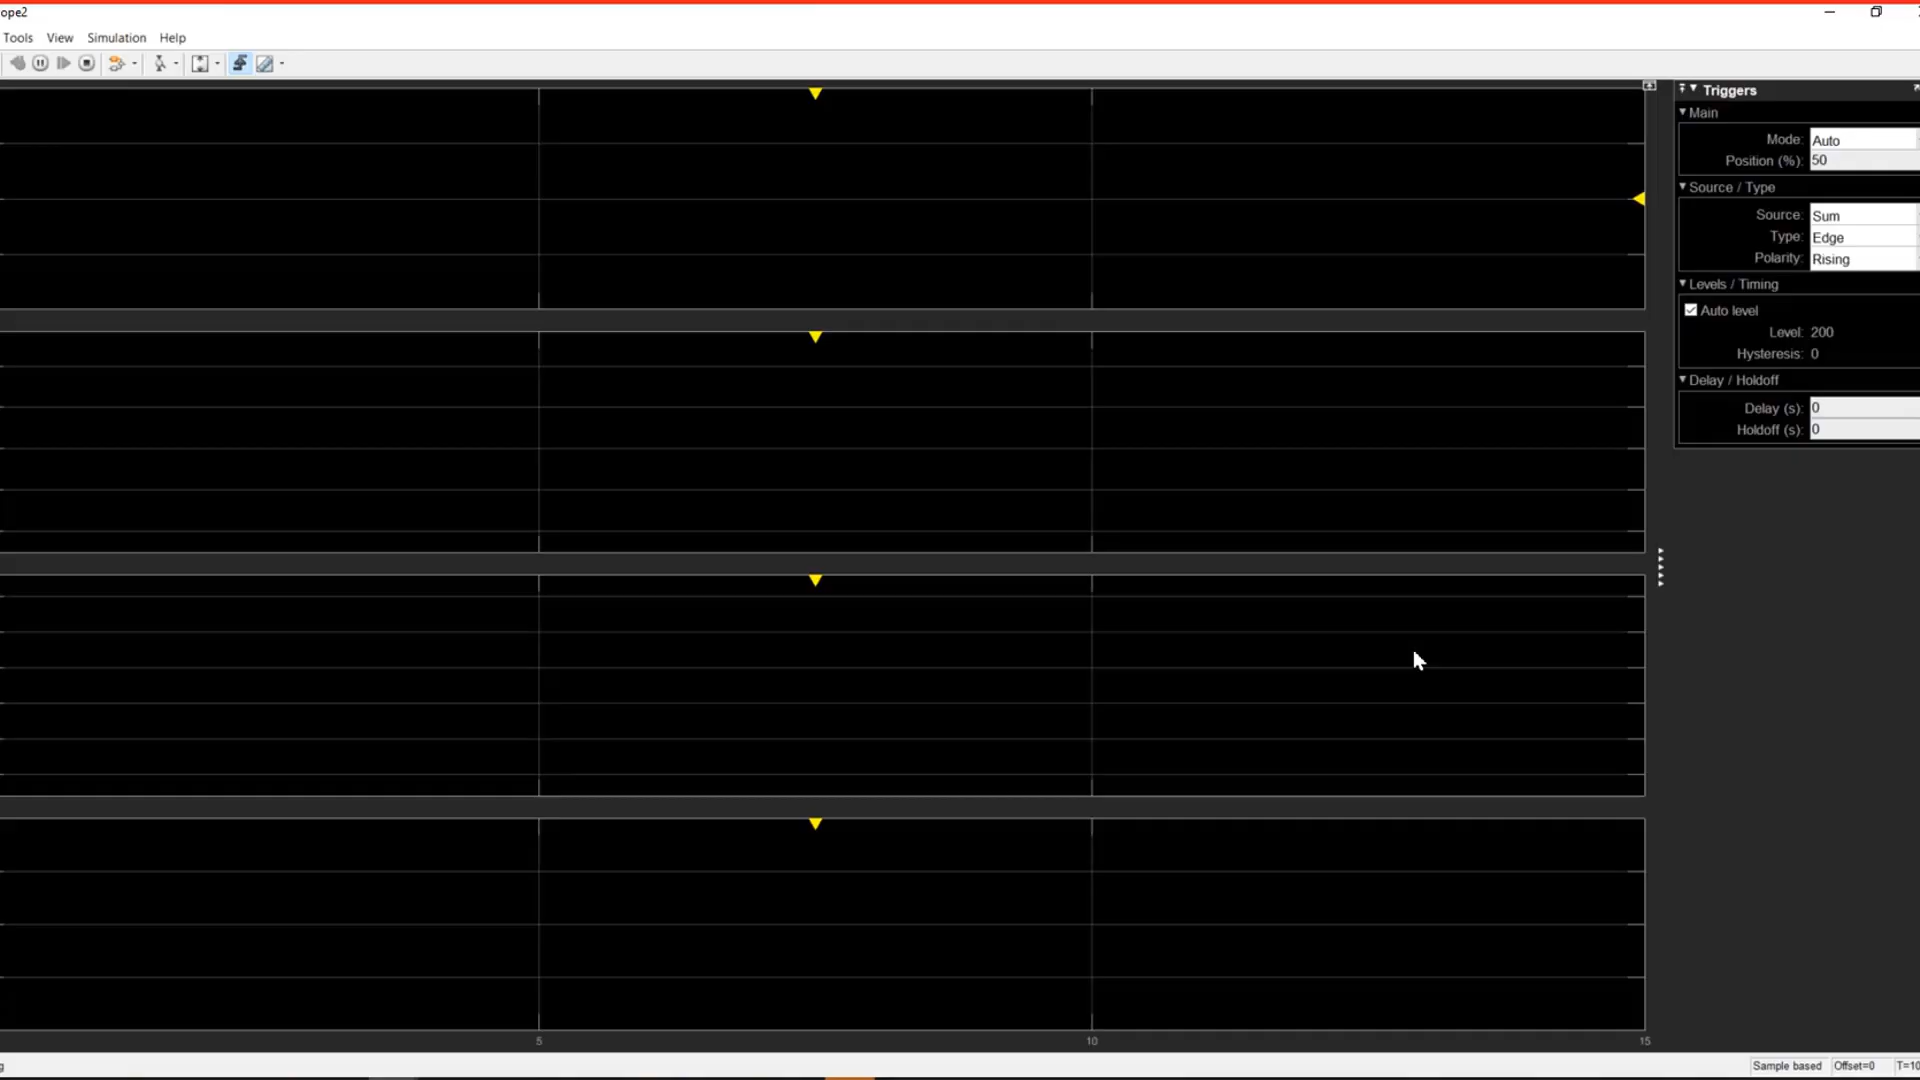 ope2
Tools View Simulation Help
Triggers
Main
Mode: Auto
Position (%): 50
Source / Type
Source: Sum
Type: Edge
Polarity: Rising
Levels / Timing
Auto level
Level: 200
Hysteresis: 0
Delay / Holdoff
Delay (s): 0
Holdoff (s): 0
5 10 15
g Sample based Offset=0 T=10